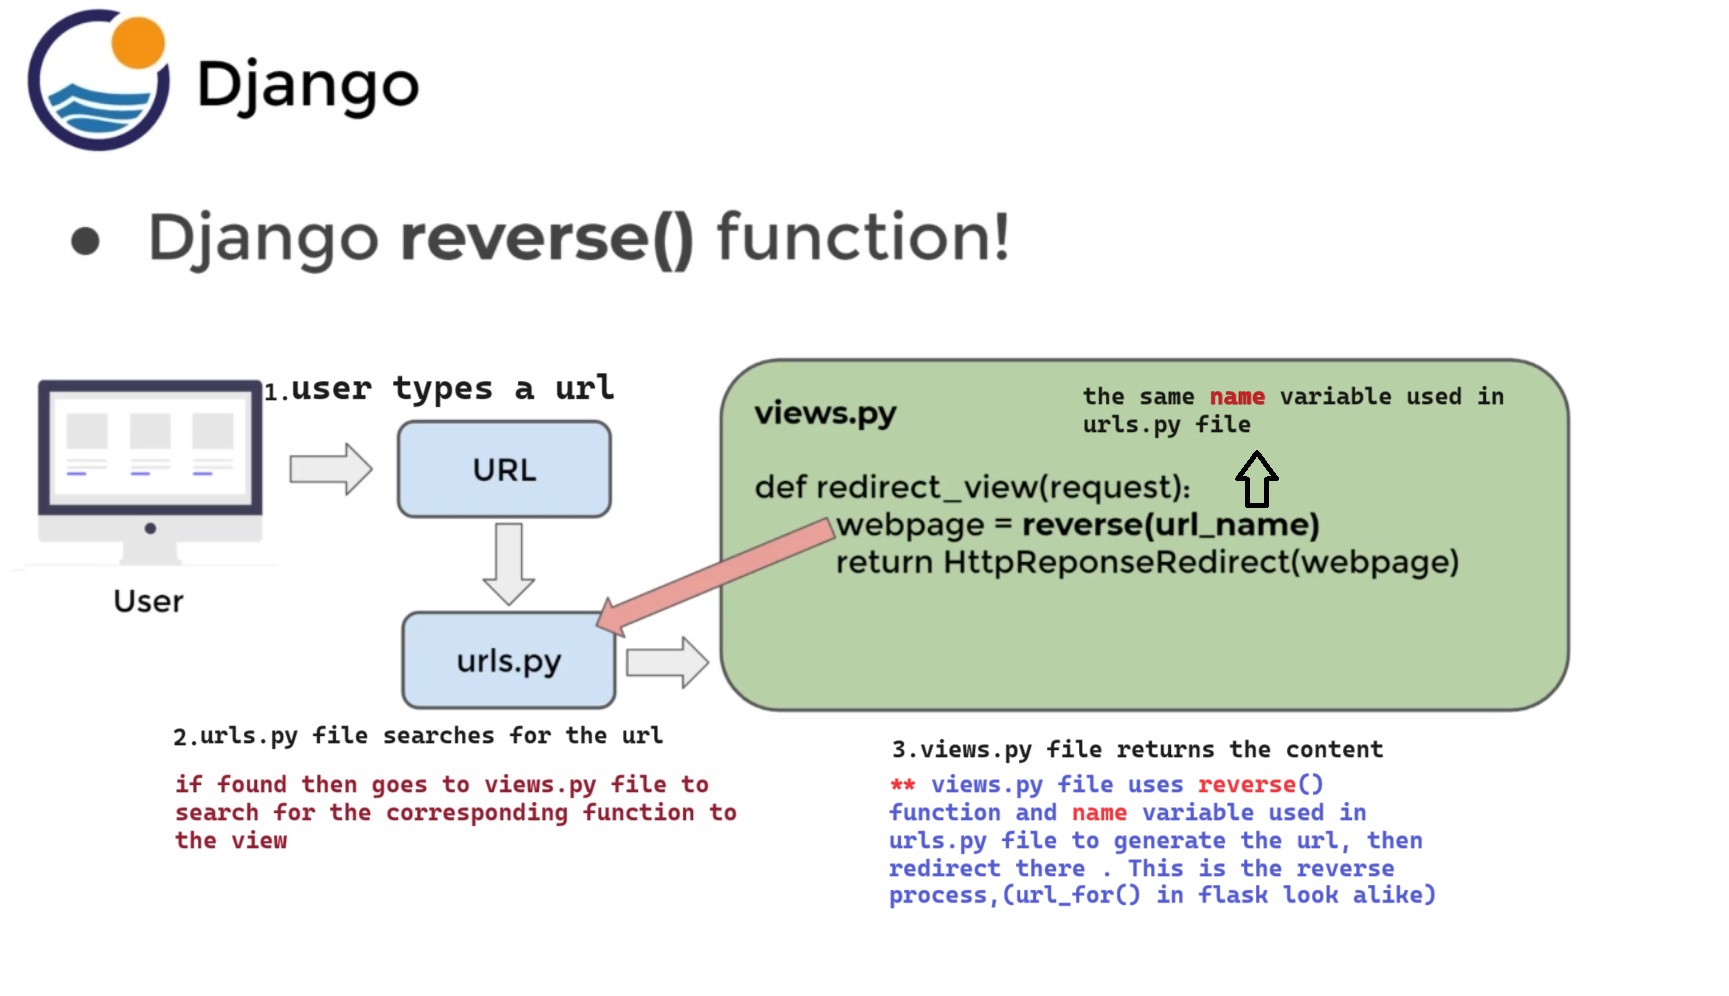 Django
● Django reverse() function!
1.user types a url
URL
User
urls.py
2.urls.py file searches for the url
if found then goes to views.py file to
search for the corresponding function to
the view
views.py
the same name variable used in
urls.py file
def redirect_view(request):
webpage = reverse(url_name)
return HttpReponseRedirect(webpage)
3.views.py file returns the content
** views.py file uses reverse()
function and name variable used in
urls.py file to generate the url, then
redirect there . This is the reverse
process,(url_for() in flask look alike)